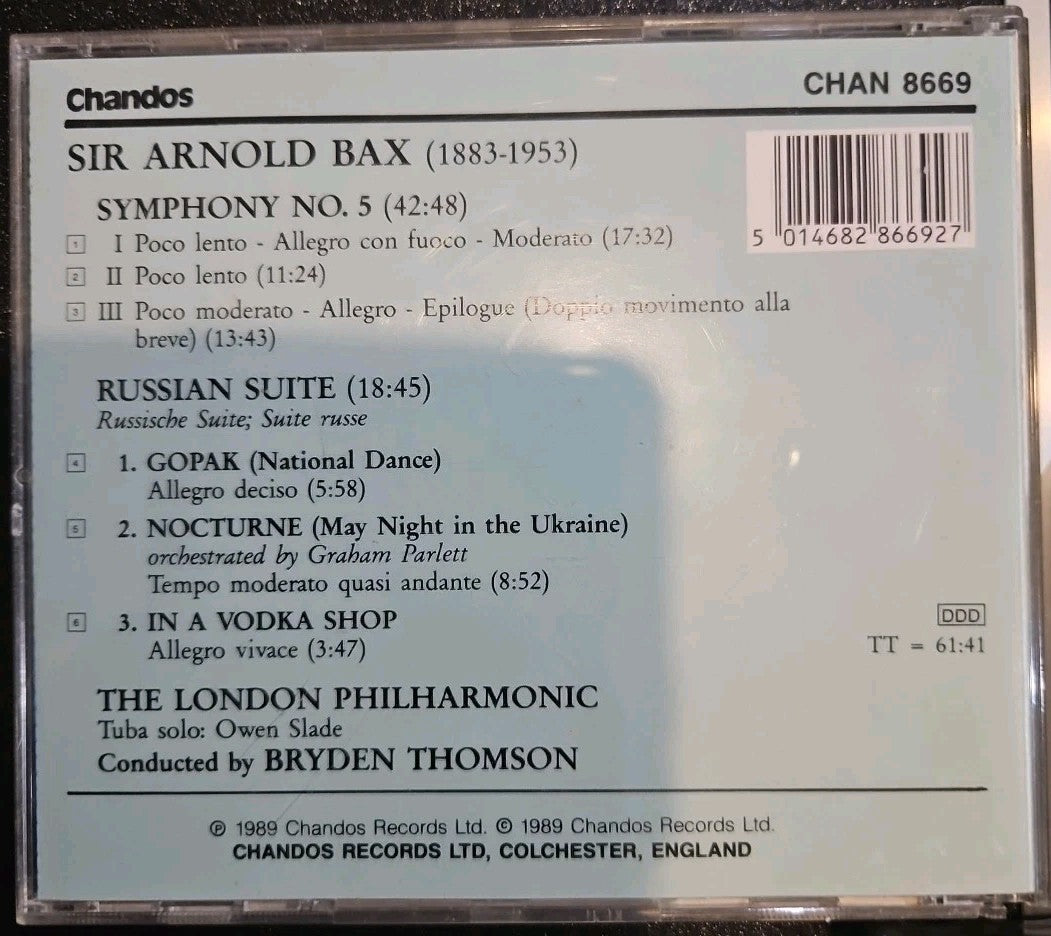 Chandos
CHAN 8669
SIR ARNOLD BAX (1883-1953)
5 014682 866927
SYMPHONY NO. 5 (42:48)
1 I Poco lento - Allegro con fuoco - Moderato (17:32)
2 II Poco lento (11:24)
3 III Poco moderato - Allegro - Epilogue (Doppio movimento alla
breve) (13:43)
RUSSIAN SUITE (18:45)
Russische Suite; Suite russe
4 1. GOPAK (National Dance)
Allegro deciso (5:58)
5 2. NOCTURNE (May Night in the Ukraine)
orchestrated by Graham Parlett
Tempo moderato quasi andante (8:52)
6 3. IN A VODKA SHOP
Allegro vivace (3:47)
DDD
TT = 61:41
THE LONDON PHILHARMONIC
Tuba solo: Owen Slade
Conducted by BRYDEN THOMSON
℗ 1989 Chandos Records Ltd. © 1989 Chandos Records Ltd.
CHANDOS RECORDS LTD, COLCHESTER, ENGLAND